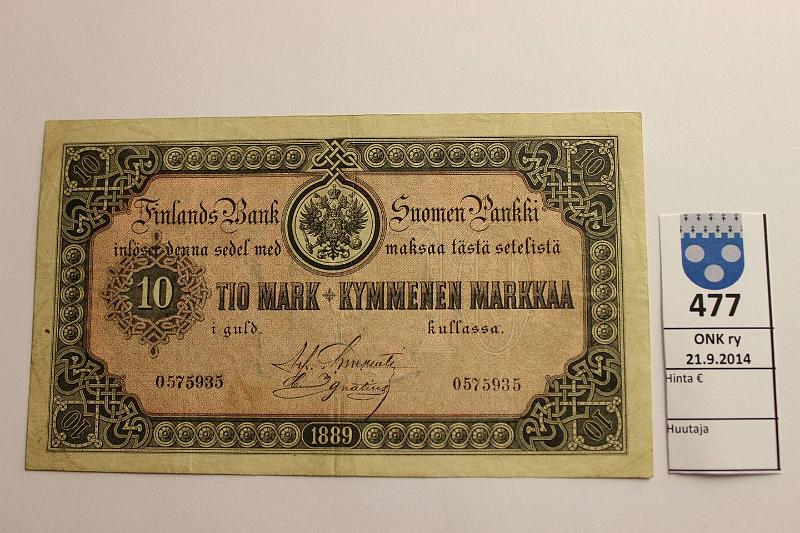 10
10
Finlands Bank Suomen Pankki
inlöser denna sedel med maksaa tästä setelistä
10 TIO MARK + KYMMENEN MARKKAA
i guld. kullassa.
0575935 0575935
10
1889
10
477
ONK ry
21.9.2014
Hinta €
Huutaja